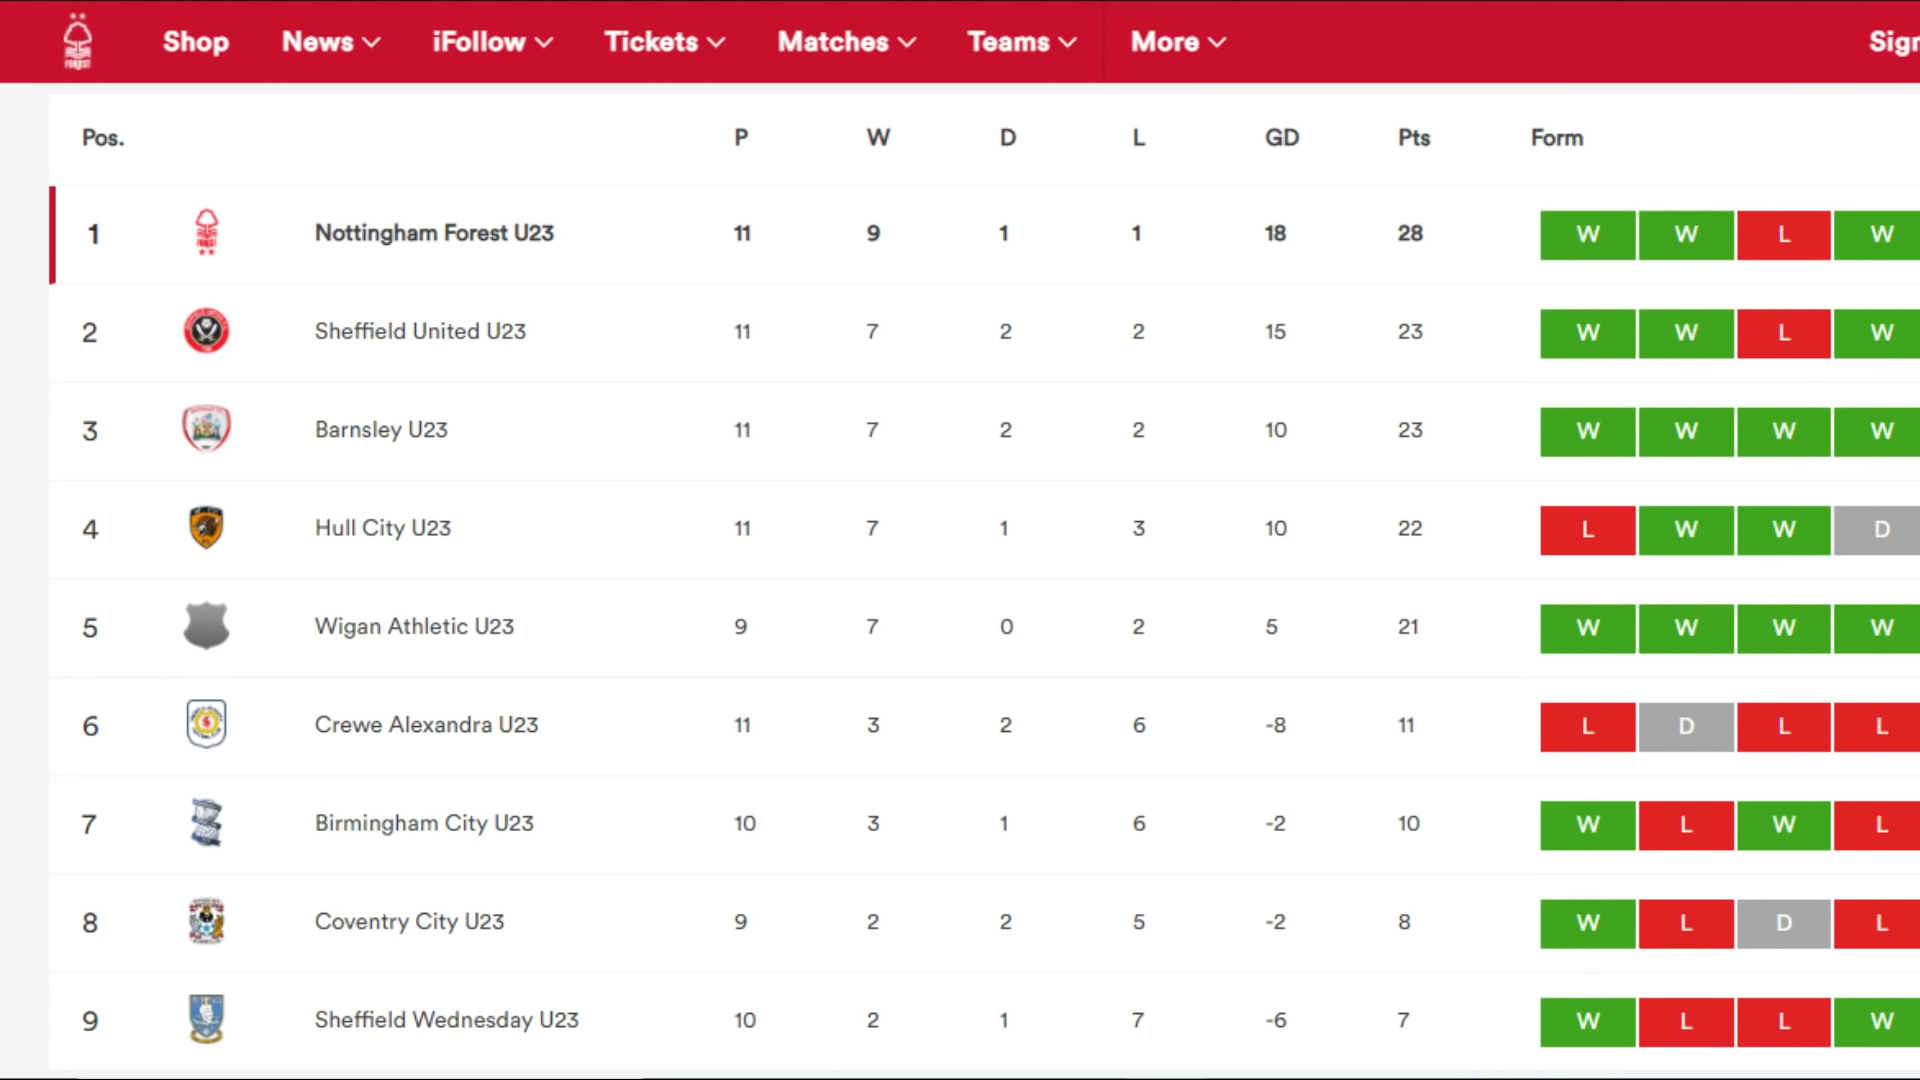 FOREST Shop News iFollow Tickets Matches Teams More Sign
Pos. P W D L GD Pts Form
1 FOREST Nottingham Forest U23 11 9 1 1 18 28 W W L W
2 Sheffield United U23 11 7 2 2 15 23 W W L W
3 Barnsley U23 11 7 2 2 10 23 W W W W
4 Hull City U23 11 7 1 3 10 22 L W W D
5 Wigan Athletic U23 9 7 0 2 5 21 W W W W
6 Crewe Alexandra U23 11 3 2 6 -8 11 L D L L
7 Birmingham City U23 10 3 1 6 -2 10 W L W L
8 Coventry City U23 9 2 2 5 -2 8 W L D L
9 Sheffield Wednesday U23 10 2 1 7 -6 7 W L L W